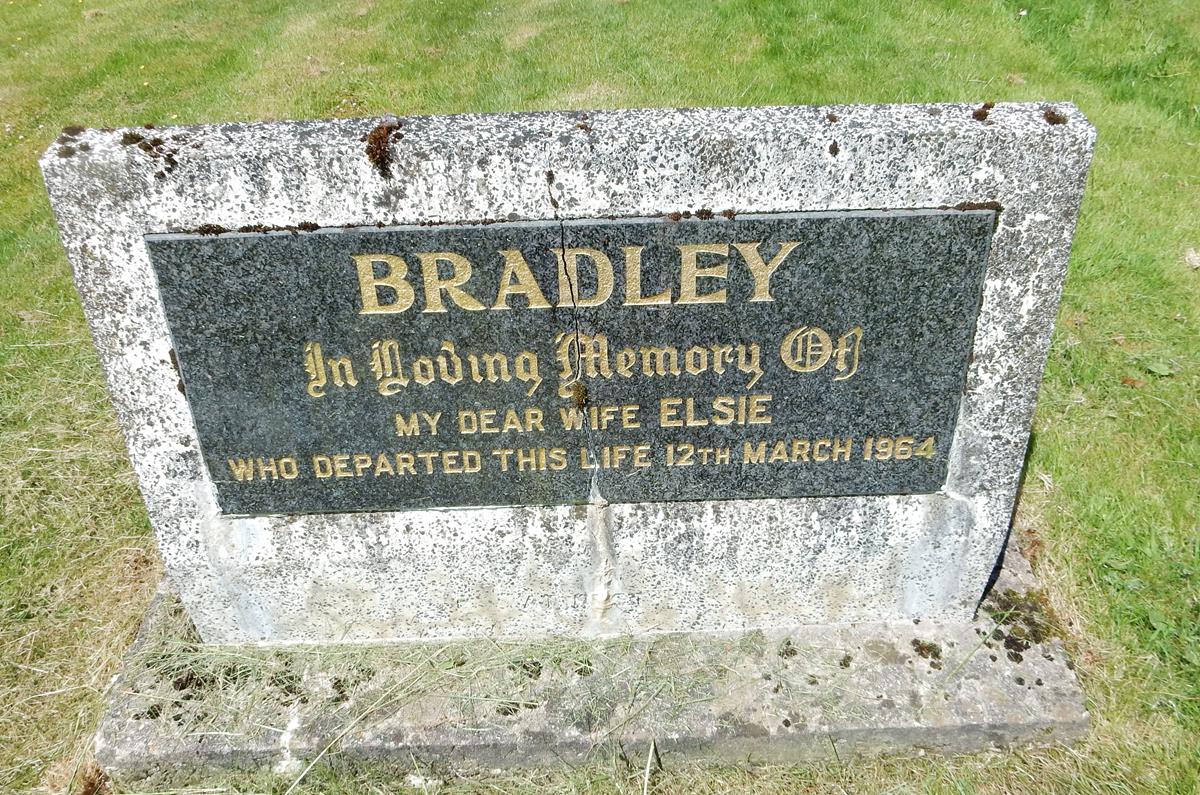 BRADLEY
In Loving Memory Of
MY DEAR WIFE ELSIE
WHO DEPARTED THIS LIFE 12TH MARCH 1964